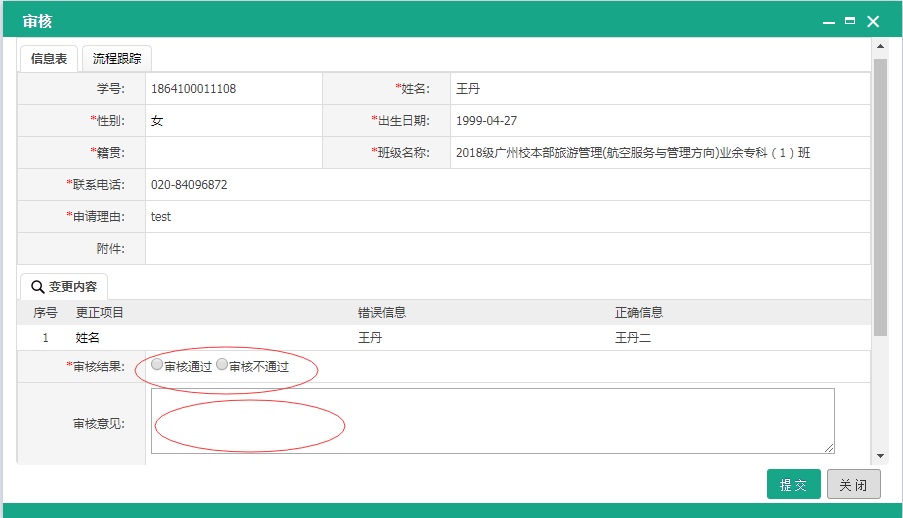 审核
信息表 流程跟踪
学号: 1864100011108 *姓名: 王丹
*性别: 女 *出生日期: 1999-04-27
*籍贯: *班级名称: 2018级广州校本部旅游管理(航空服务与管理方向)业余专科（1）班
*联系电话: 020-84096872
*申请理由: test
附件:
变更内容
序号 更正项目 错误信息 正确信息
1 姓名 王丹 王丹二
*审核结果: 审核通过 审核不通过
审核意见:
提交 关闭